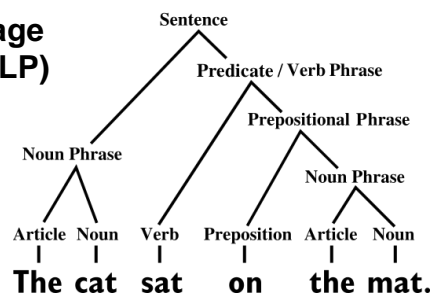 Sentence
age
LP)
Predicate / Verb Phrase
Prepositional Phrase
Noun Phrase
Noun Phrase
Article Noun Verb Preposition Article Noun
The cat sat on the mat.